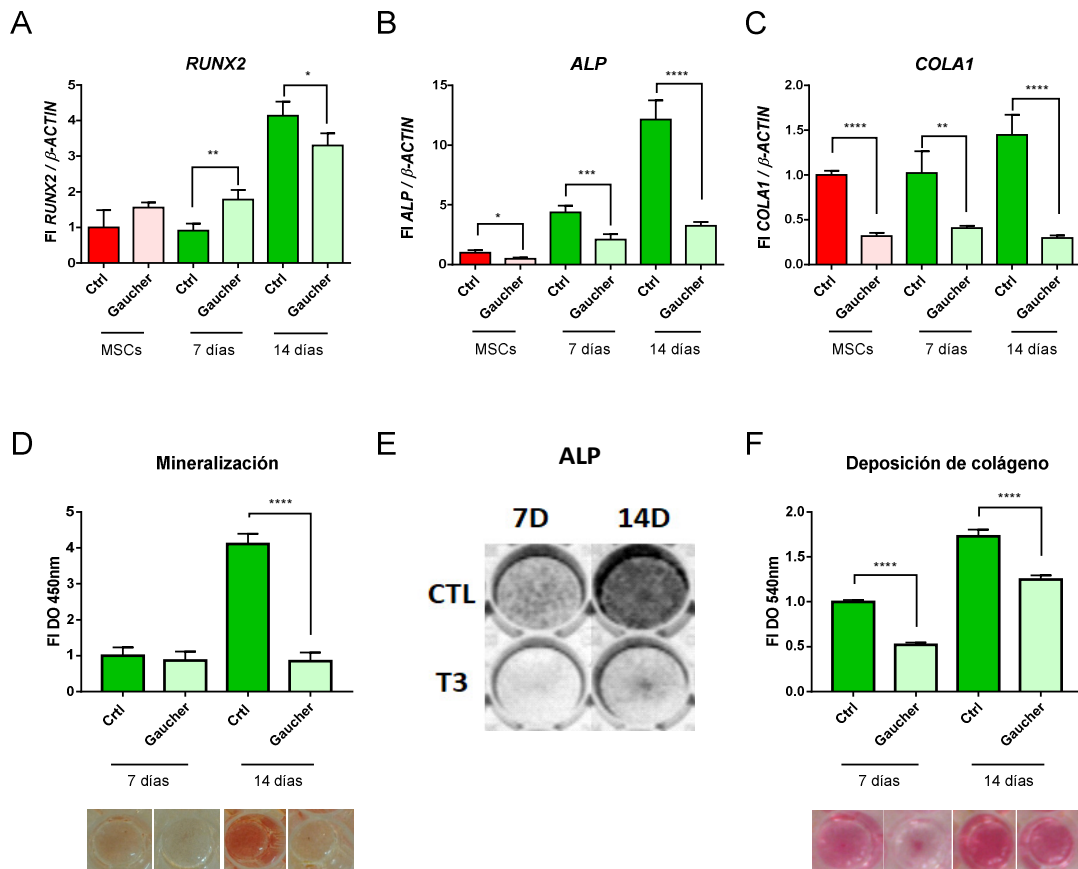 A
RUNX2
FI RUNX2 / β-ACTIN
5
4
3
2
1
0
*
**
Ctrl
Gaucher
Ctrl
Gaucher
Ctrl
Gaucher
MSCs
7 días
14 días
B
ALP
FI ALP / β-ACTIN
15
10
5
0
*
***
****
Ctrl
Gaucher
Ctrl
Gaucher
Ctrl
Gaucher
MSCs
7 días
14 días
C
COLA1
FI COLA1 / β-ACTIN
2.0
1.5
1.0
0.5
0.0
****
**
****
Ctrl
Gaucher
Ctrl
Gaucher
Ctrl
Gaucher
MSCs
7 días
14 días
D
Mineralización
FI DO 450nm
5
4
3
2
1
0
****
Crtl
Gaucher
Crtl
Gaucher
7 días
14 días
E
ALP
7D
14D
CTL
T3
F
Deposición de colágeno
FI DO 540nm
2.0
1.5
1.0
0.5
0.0
****
****
Ctrl
Gaucher
Ctrl
Gaucher
7 días
14 días